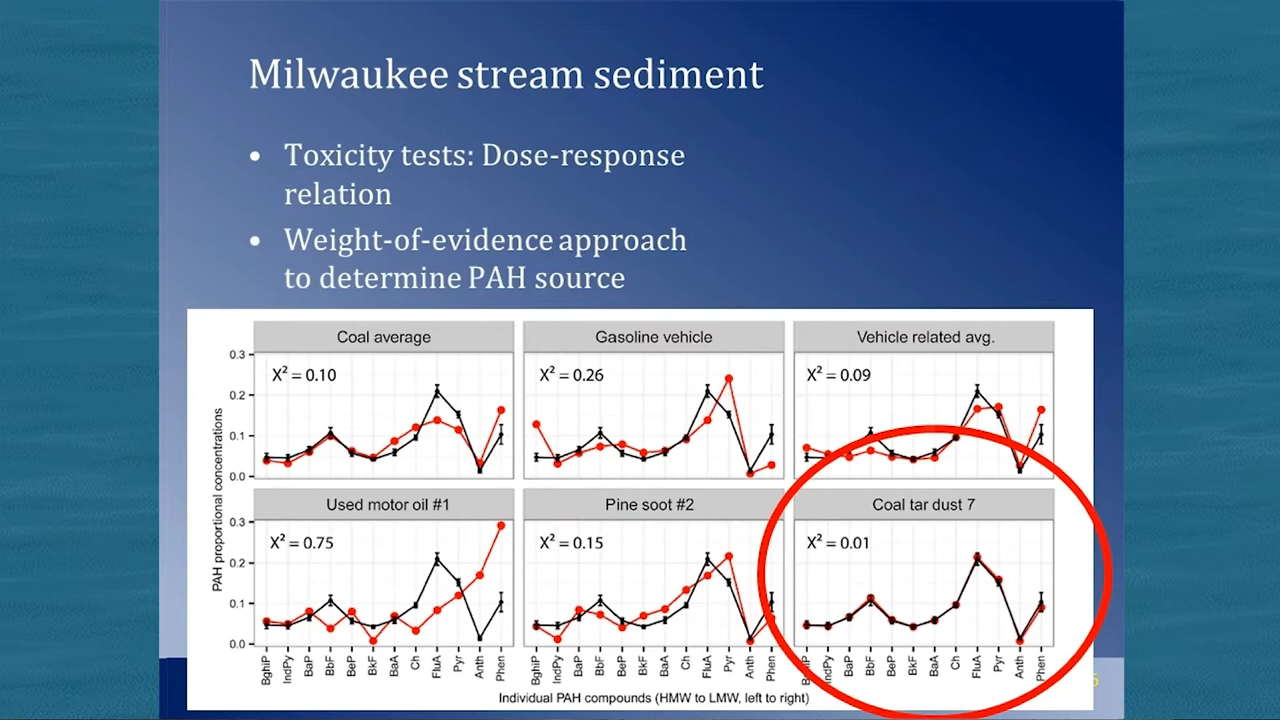 Milwaukee stream sediment
• Toxicity tests: Dose-response
relation
• Weight-of-evidence approach
to determine PAH source
Coal average
Gasoline vehicle
Vehicle related avg.
X² = 0.10
X² = 0.26
X² = 0.09
0.3
0.2
0.1
0.0
Used motor oil #1
Pine soot #2
Coal tar dust 7
X² = 0.75
X² = 0.15
X² = 0.01
0.3
0.2
0.1
0.0
PAH proportional concentrations
BghiP IndPy BaP BbF BeP BkF BaA Ch FluA Pyr Anth Phen
BghiP IndPy BaP BbF BeP BkF BaA Ch FluA Pyr Anth Phen
IndPy BaP BbF BeP BkF BaA Ch FluA Pyr Anth Phen
Individual PAH compounds (HMW to LMW, left to right)